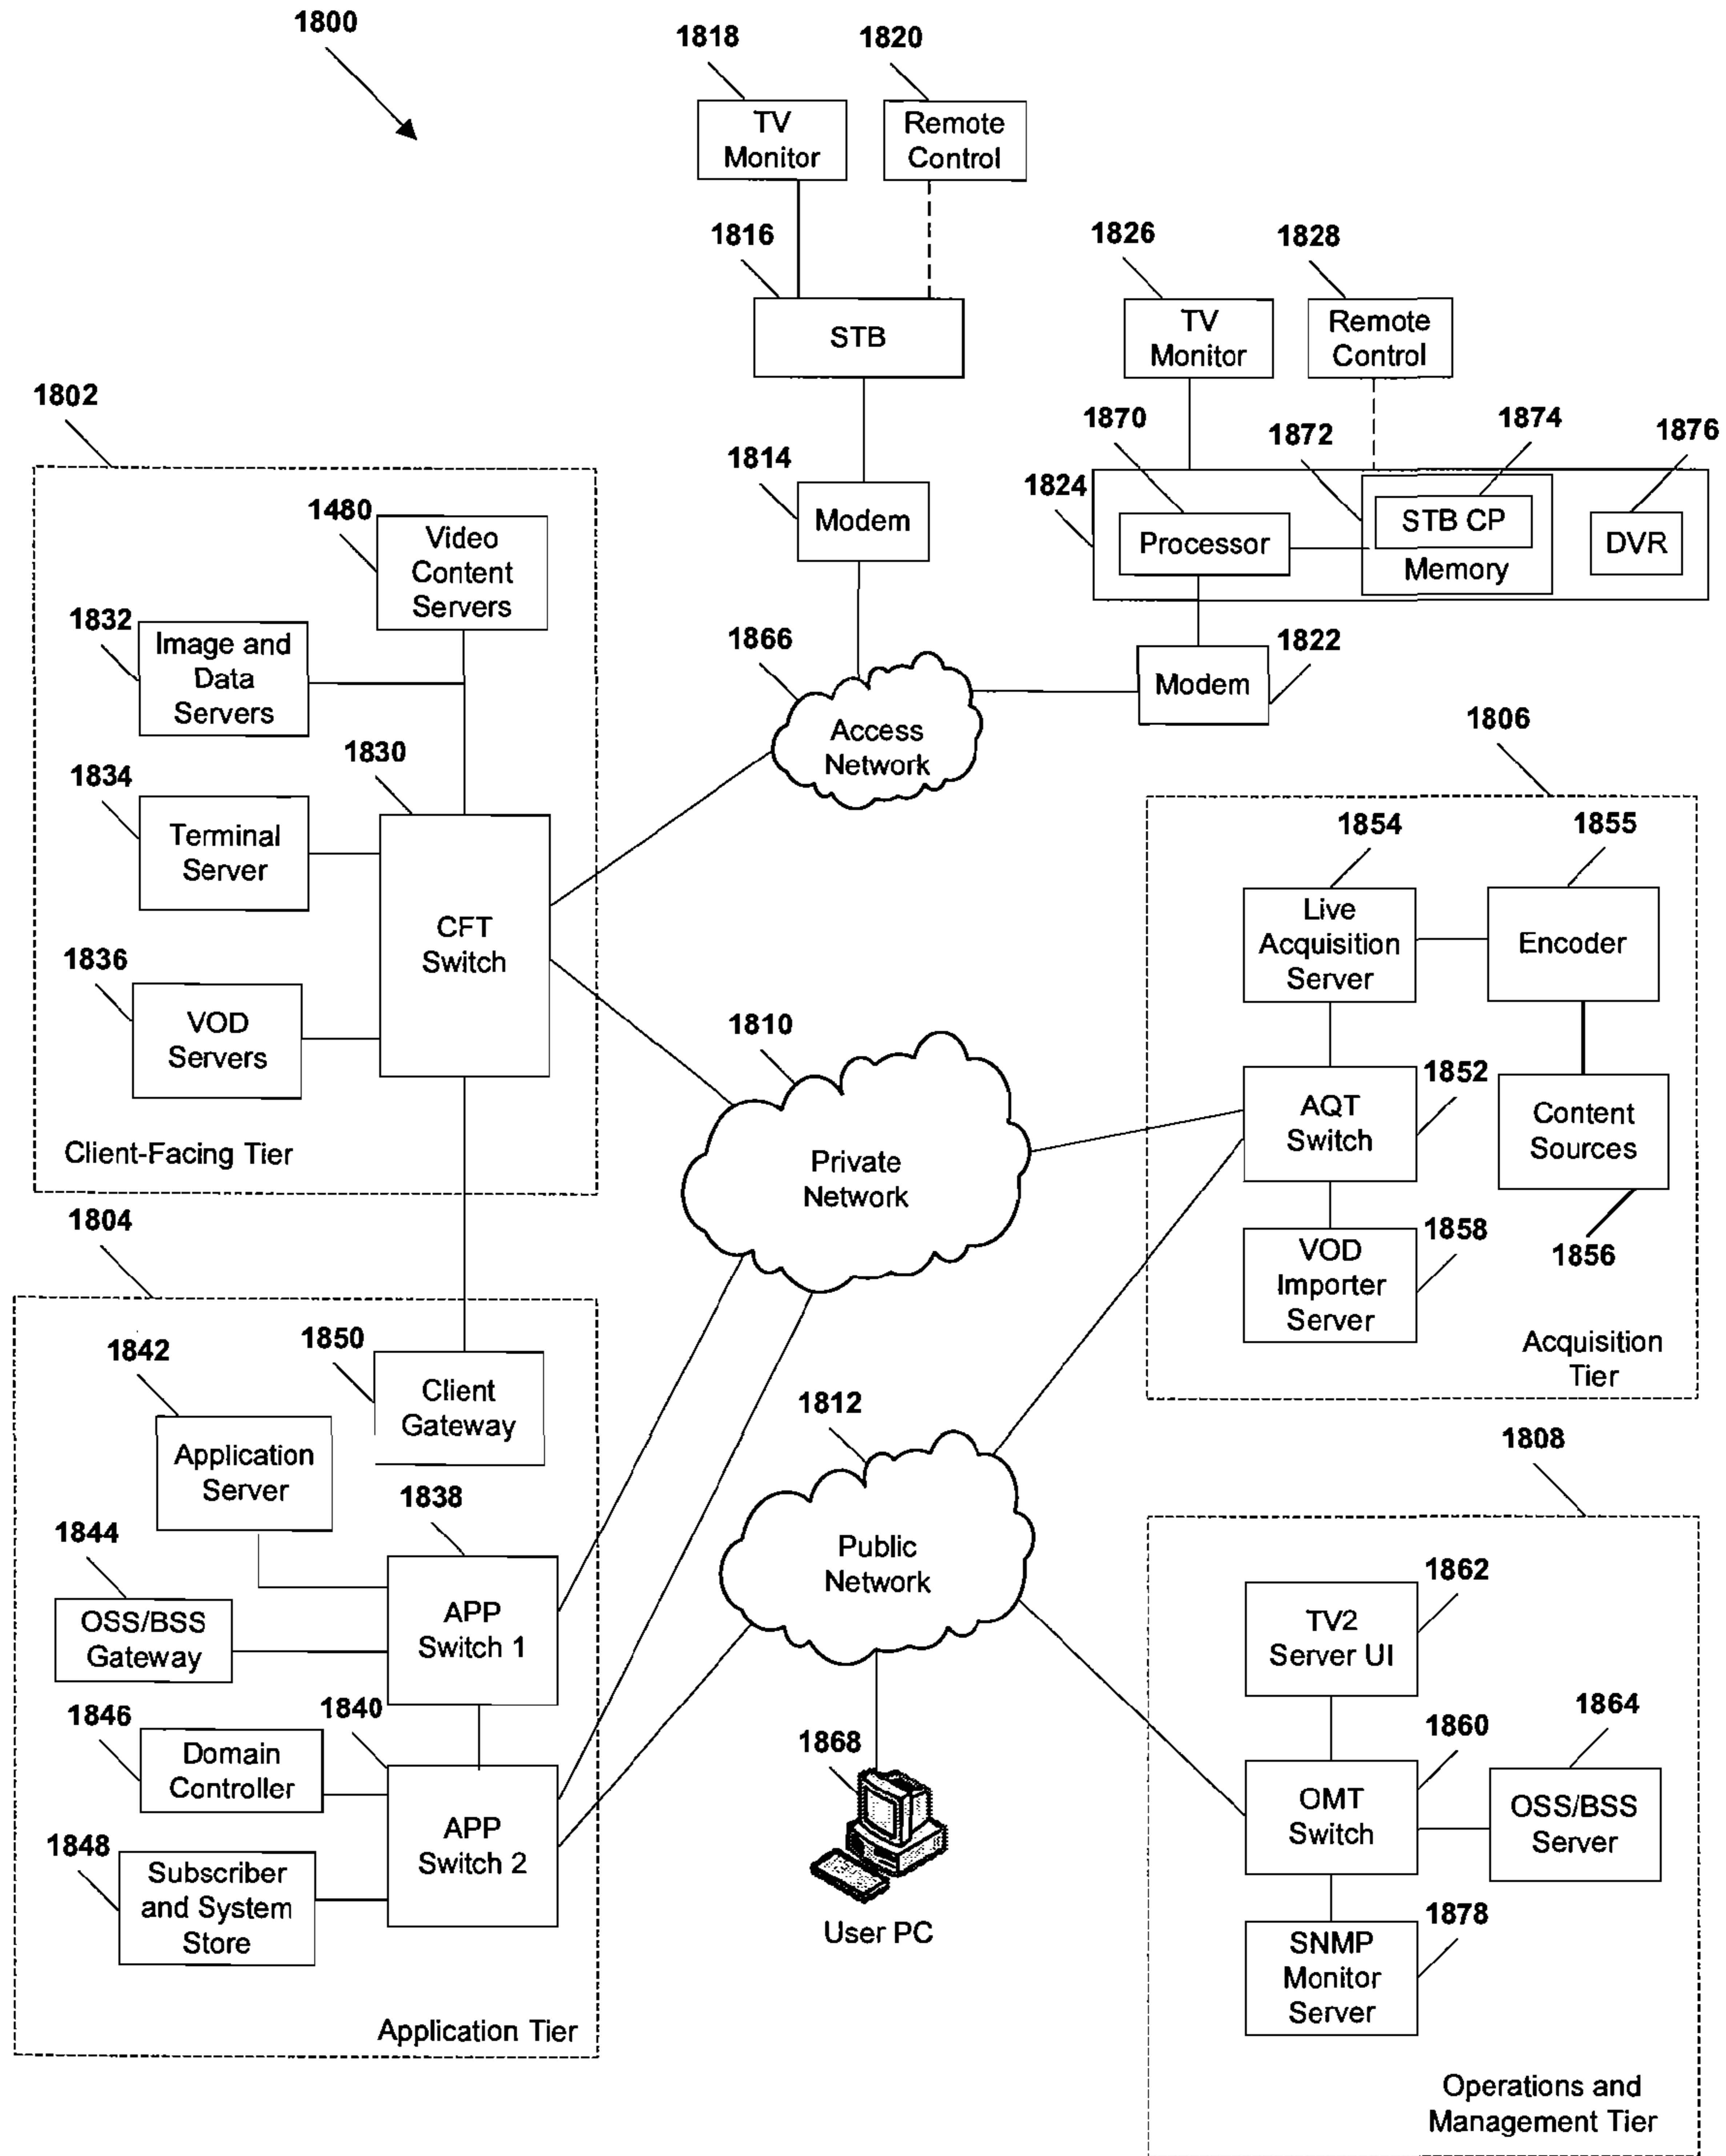 1800
1818
1820
TV
Monitor
Remote
Control
1816
STB
1826
1828
TV
Monitor
Remote
Control
1814
Modem
1870
1872
1874
1876
1824
Processor
STB CP
Memory
DVR
1866
Access
Network
1822
Modem
1802
1480
Video
Content
Servers
1832
Image and
Data
Servers
1834
1830
Terminal
Server
CFT
Switch
1836
VOD
Servers
Client-Facing Tier
1810
Private
Network
1806
1854
1855
Live
Acquisition
Server
Encoder
1852
AQT
Switch
Content
Sources
1856
1858
VOD
Importer
Server
Acquisition
Tier
1804
1842
1850
Client
Gateway
Application
Server
1838
1844
APP
Switch 1
OSS/BSS
Gateway
1846
1840
Domain
Controller
APP
Switch 2
1848
Subscriber
and System
Store
Application Tier
1812
Public
Network
1868
User PC
1808
1862
TV2
Server UI
1860
1864
OMT
Switch
OSS/BSS
Server
1878
SNMP
Monitor
Server
Operations and
Management Tier